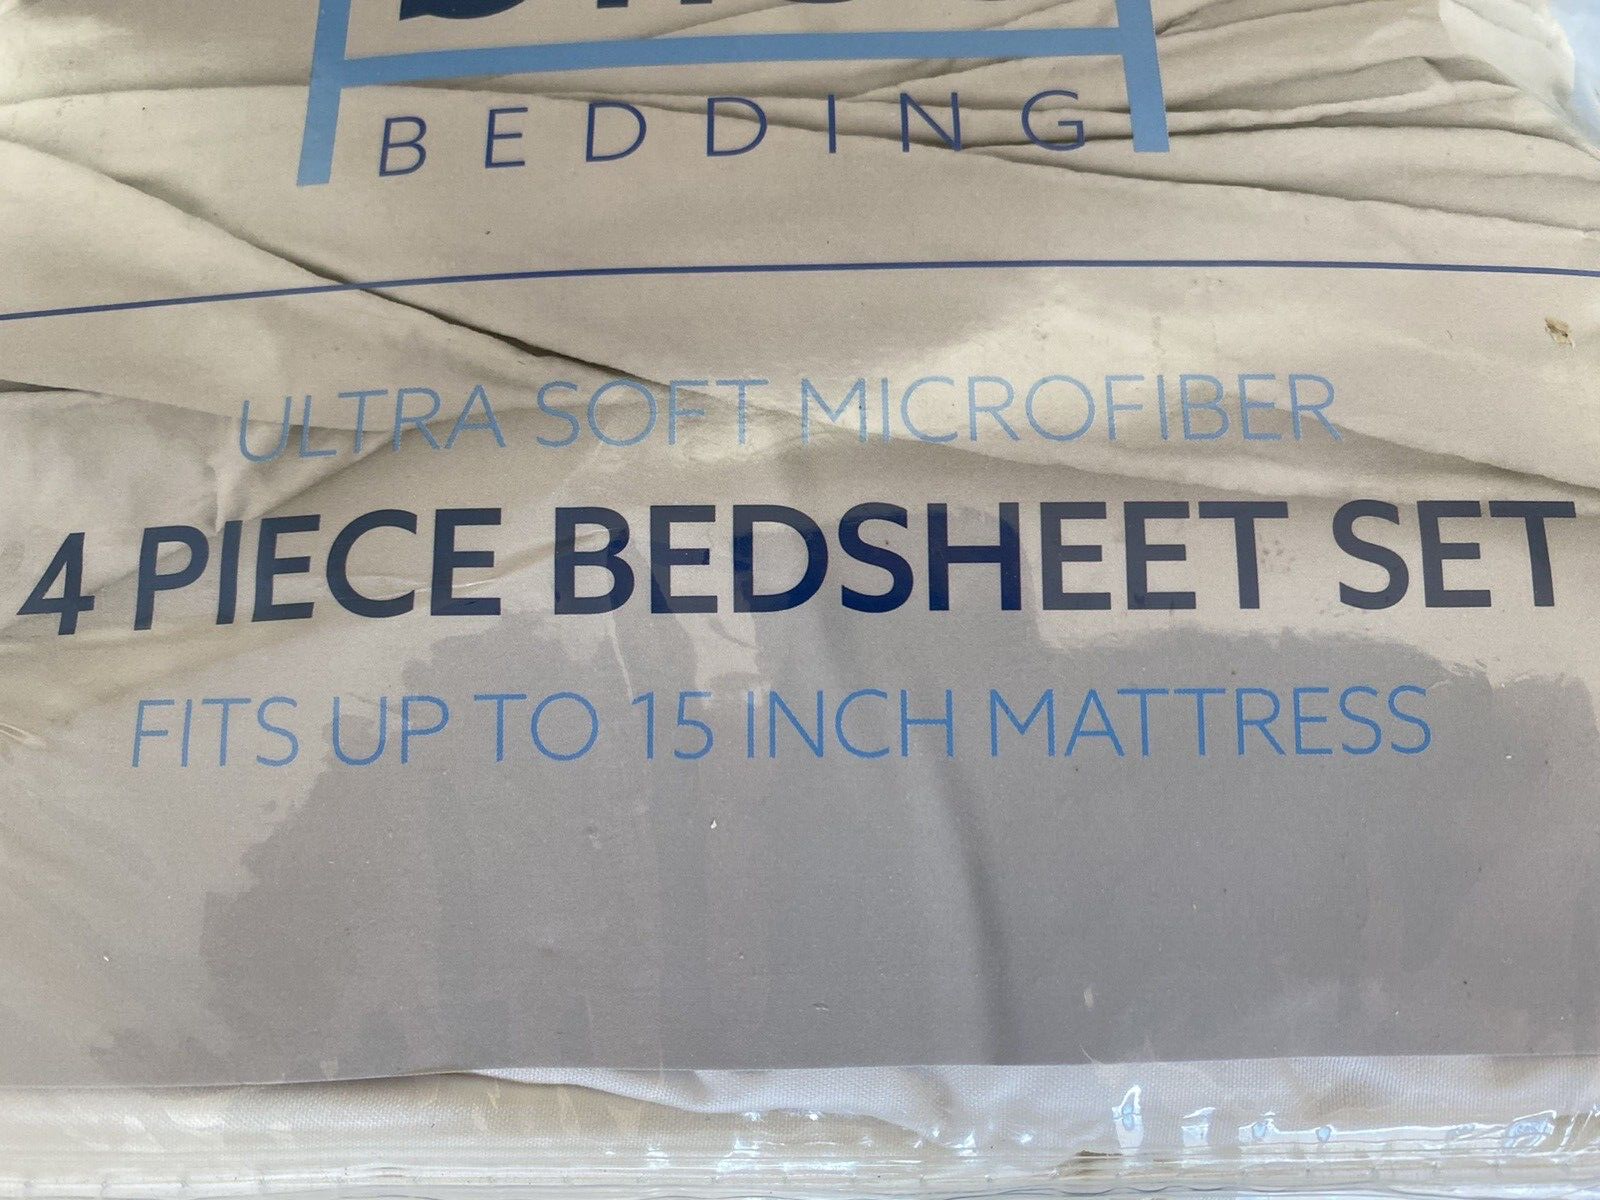 BEDDING
ULTRA SOFT MICROFIBER
4 PIECE BEDSHEET SET
FITS UP TO 15 INCH MATTRESS